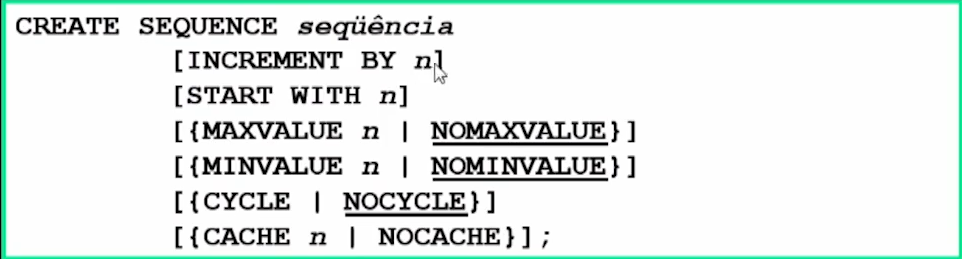 CREATE SEQUENCE seqüência
[INCREMENT BY n]
[START WITH n]
[{MAXVALUE n | NOMAXVALUE}]
[{MINVALUE n | NOMINVALUE}]
[{CYCLE | NOCYCLE}]
[{CACHE n | NOCACHE}];